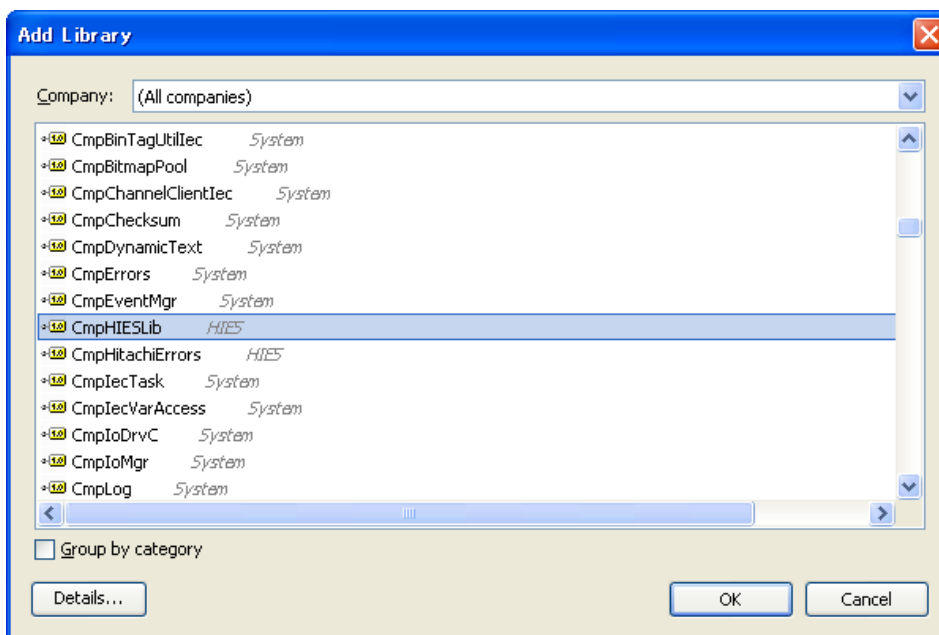 Add Library
Company: (All companies)
CmpBinTagUtilIec System
CmpBitmapPool System
CmpChannelClientIec System
CmpChecksum System
CmpDynamicText System
CmpErrors System
CmpEventMgr System
CmpHIESLib HIES
CmpHitachiErrors HIES
CmpIecTask System
CmpIecVarAccess System
CmpIoDrvC System
CmpIoMgr System
CmpLog System
Group by category
Details... OK Cancel